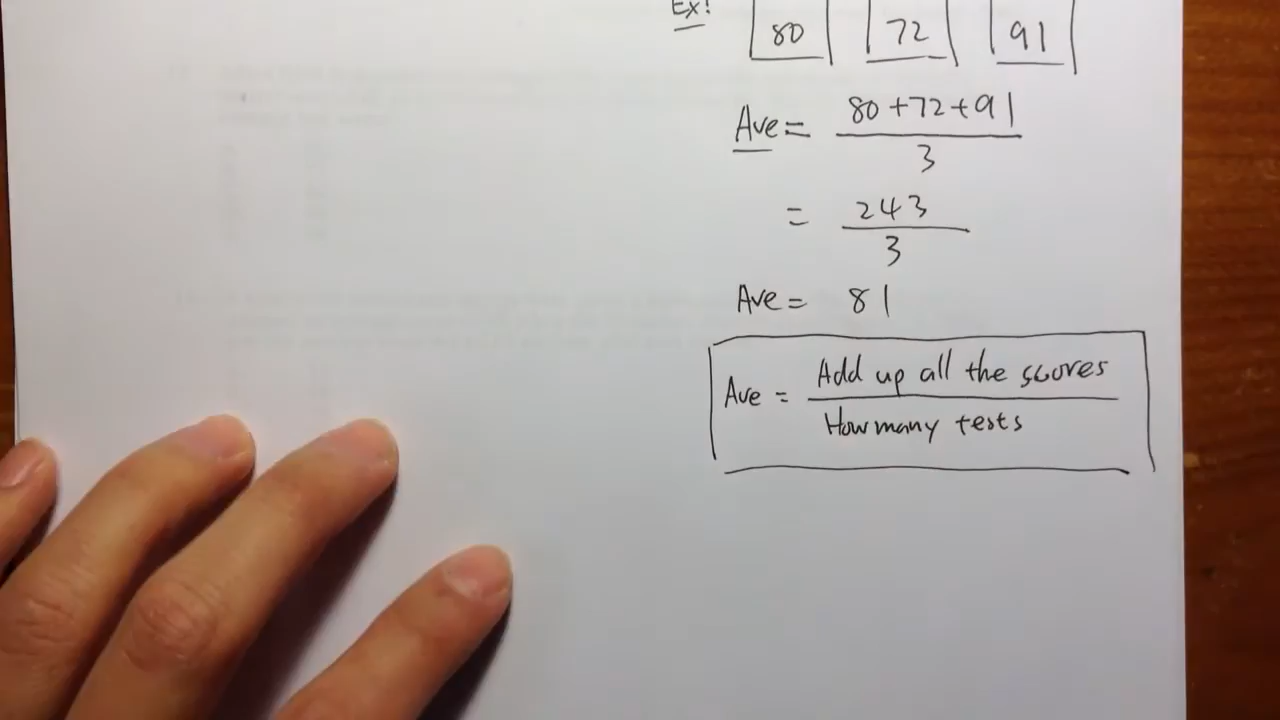 Ex!
80 72 91
Ave = 80+72+91
3
= 243
3
Ave = 81
Ave = Add up all the scores
How many tests